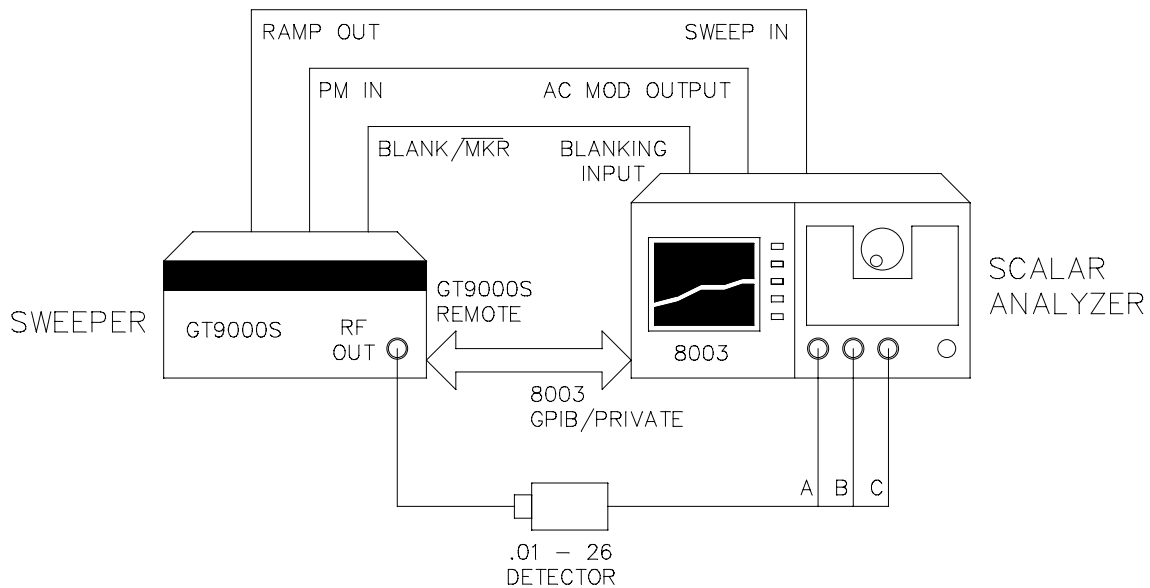 RAMP OUT
SWEEP IN
PM IN
AC MOD OUTPUT
BLANK/MKR
BLANKING
INPUT
SWEEPER
GT9000S
RF
OUT
GT9000S
REMOTE
8003
GPIB/PRIVATE
8003
SCALAR
ANALYZER
A B C
.01 – 26
DETECTOR